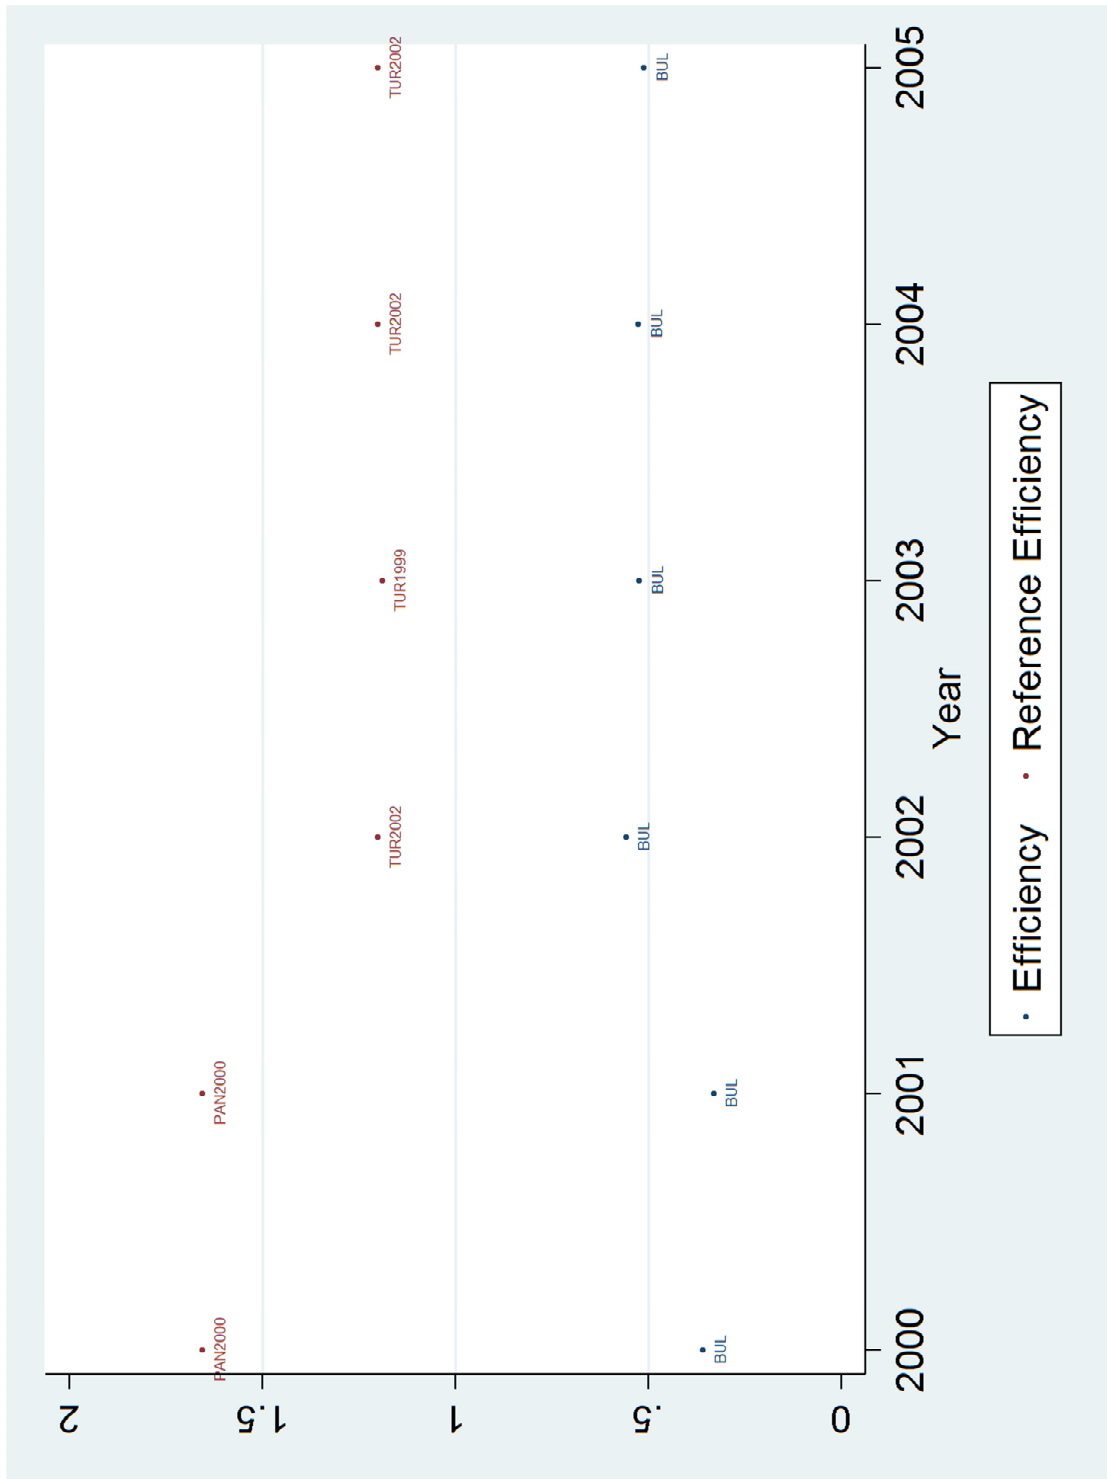 2
1.5
1
.5
0
PAN2000
PAN2000
TUR2002
TUR1999
TUR2002
TUR2002
BUL
BUL
BUL
BUL
BUL
BUL
2000
2001
2002
2003
2004
2005
Year
Efficiency
Reference Efficiency